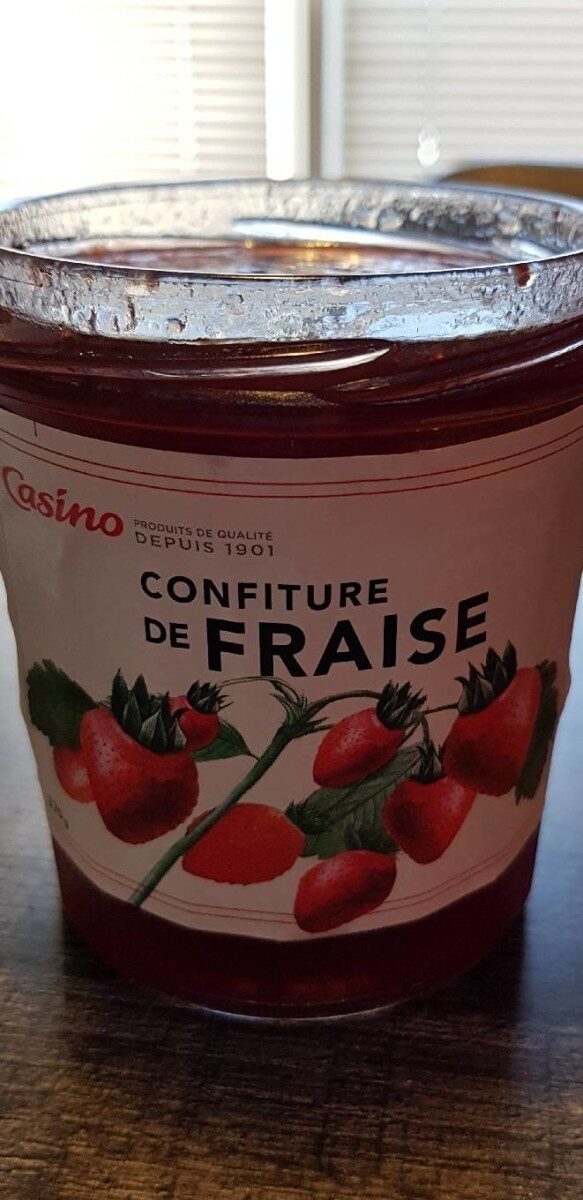 Casino
PRODUITS DE QUALITÉ
DEPUIS 1901
CONFITURE
DE FRAISE